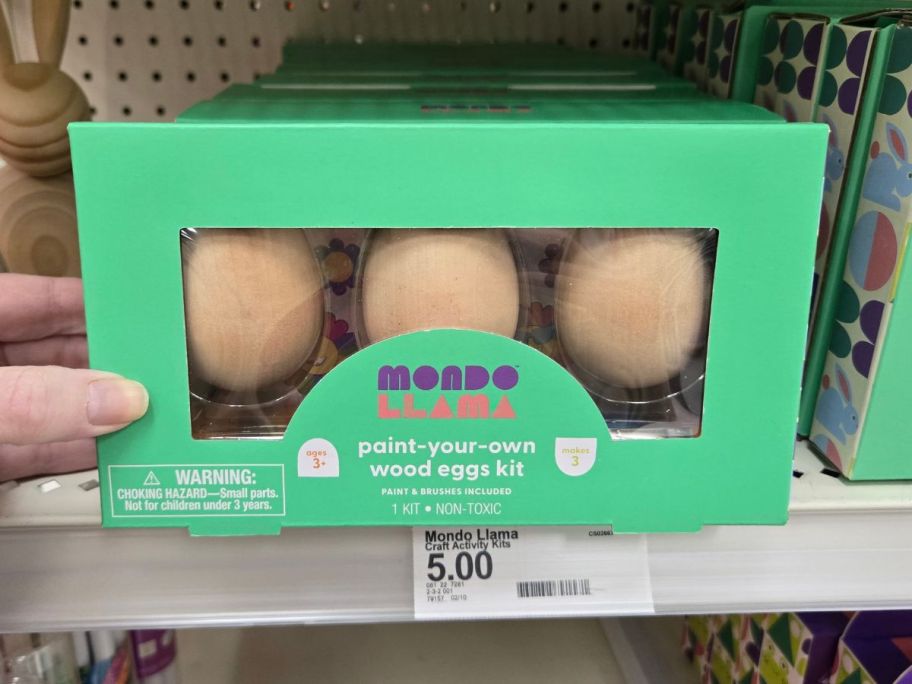 MONDO
LLAMA
paint-your-own
wood eggs kit
PAINT & BRUSHES INCLUDED
1 KIT • NON-TOXIC
ages
3+
makes
3
WARNING:
CHOKING HAZARD—Small parts.
Not for children under 3 years.
Mondo Llama
Craft Activity Kits
5.00